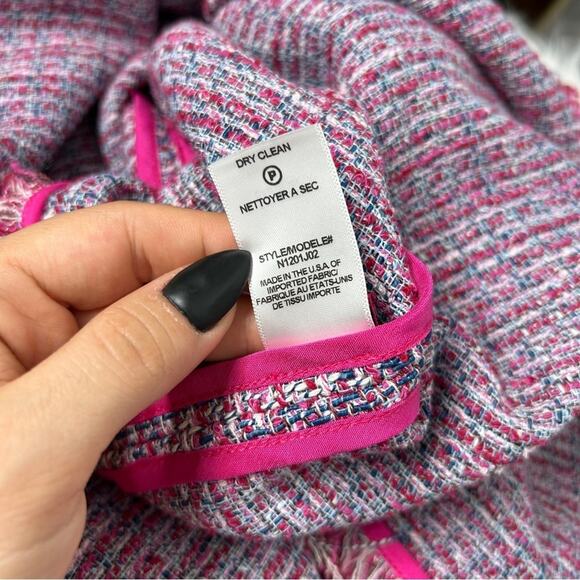 DRY CLEAN
P
NETTOYER A SEC
STYLE/MODELE#
N1201J02
MADE IN THE U.S.A. OF
IMPORTED FABRIC/
FABRIQUE AU ETATS-UNIS
DE TISSU IMPORTE